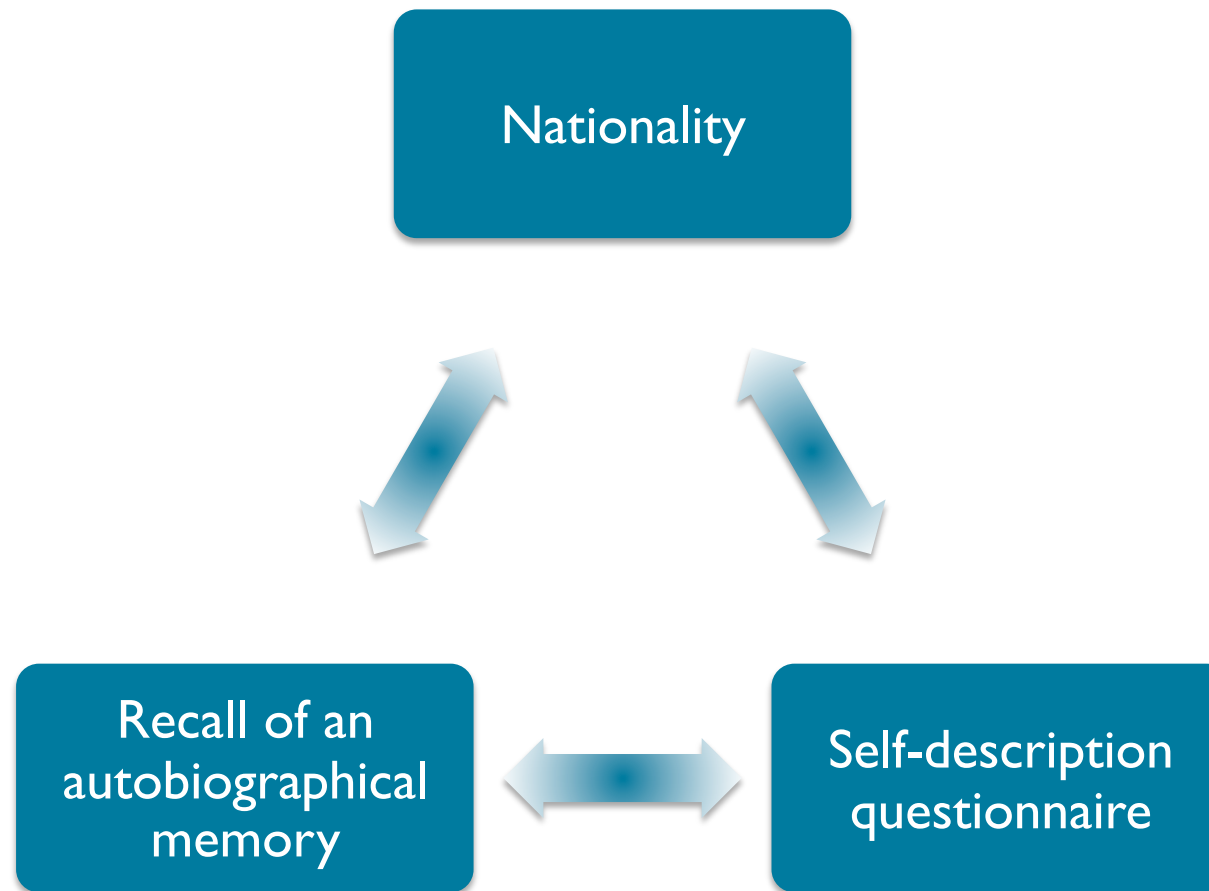 Nationality
Recall of an
autobiographical
memory
Self-description
questionnaire